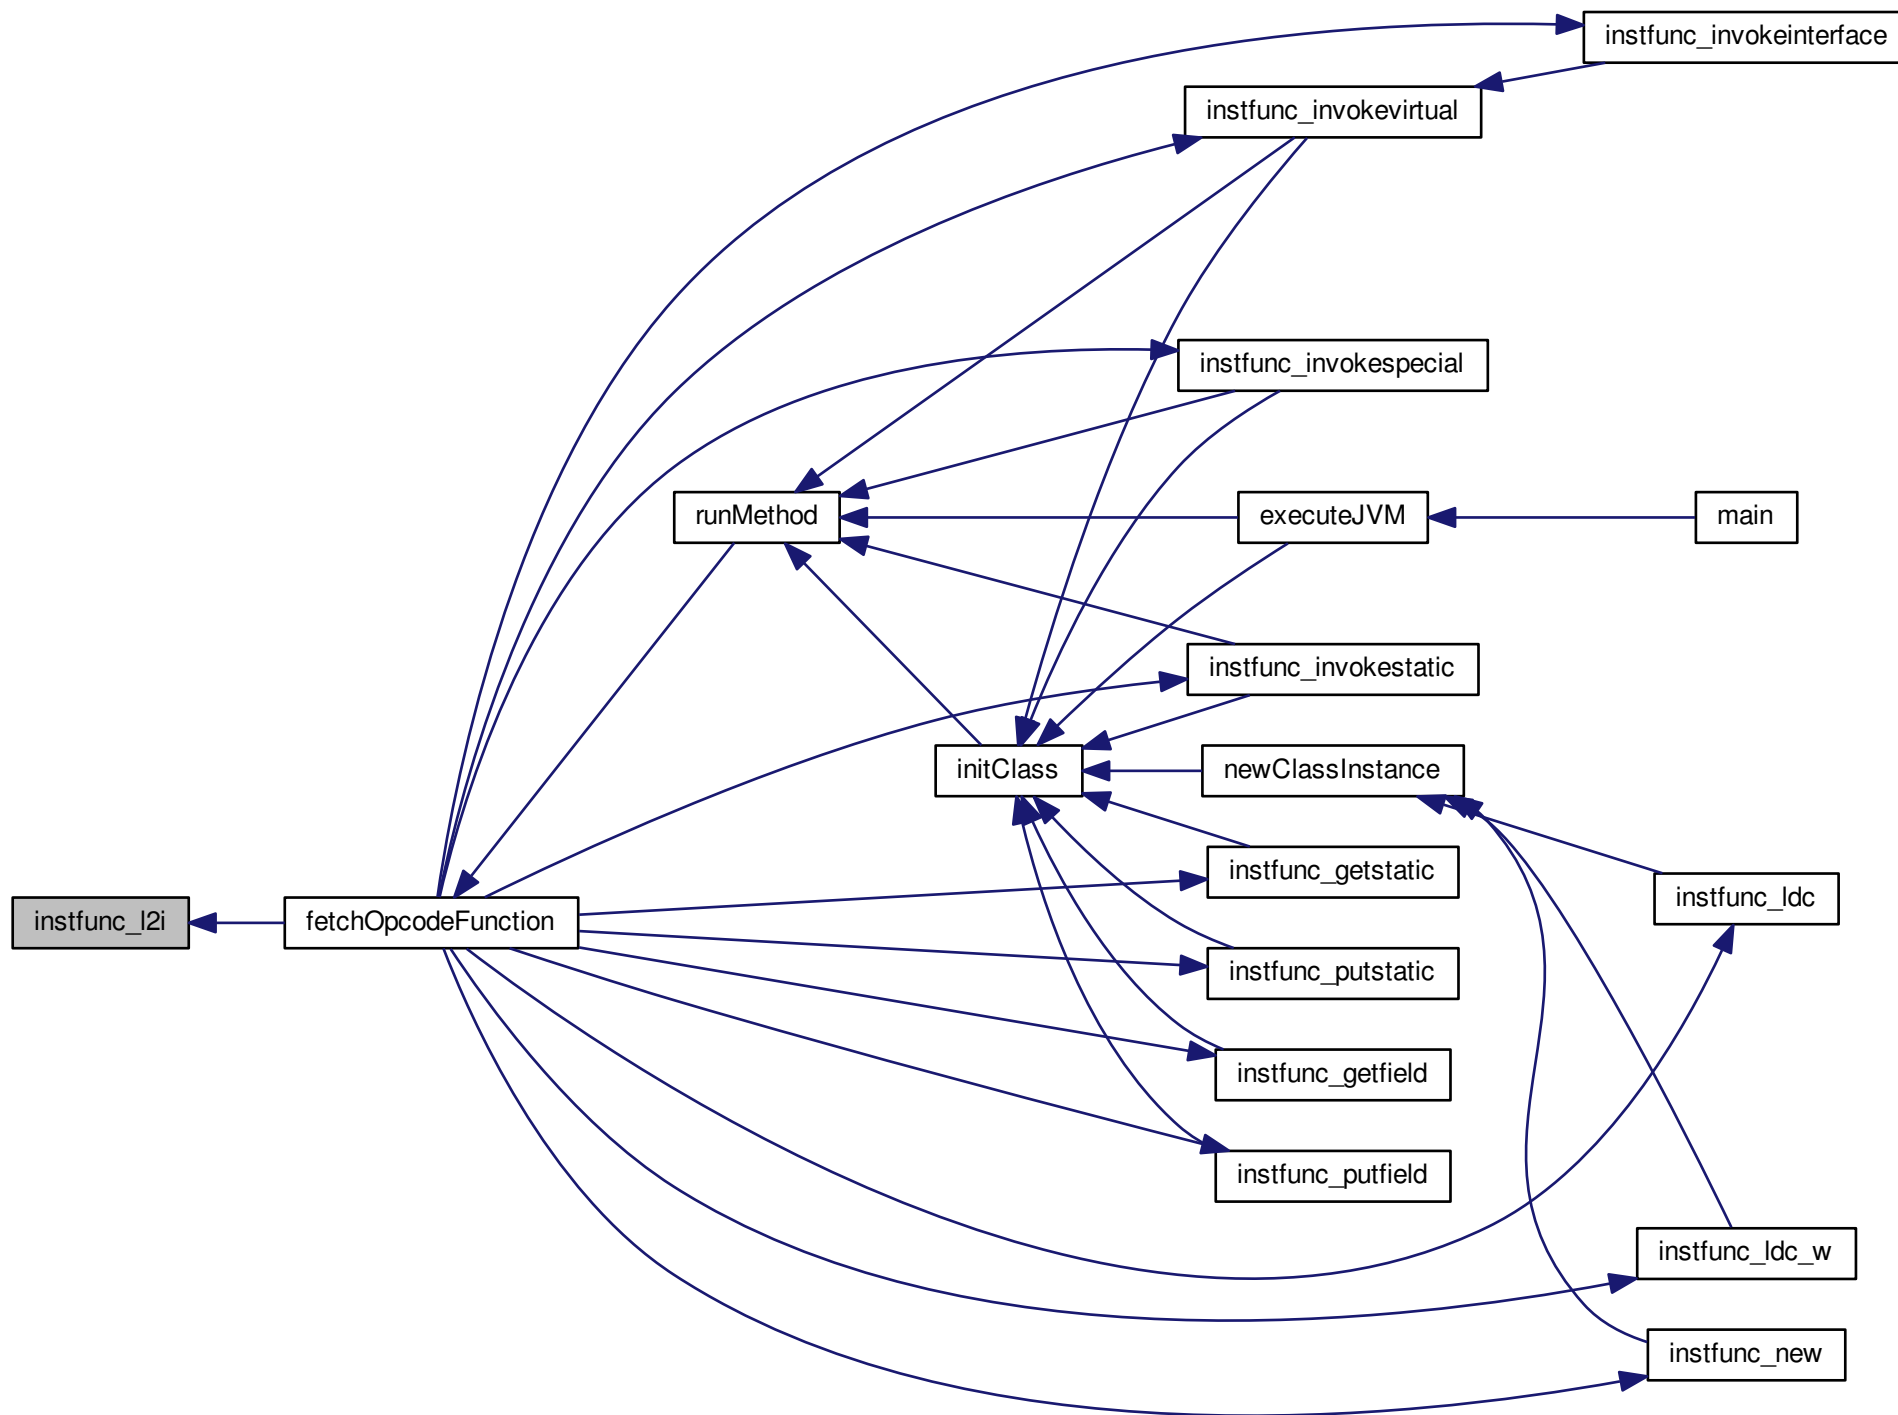 instfunc_invokeinterface
instfunc_invokevirtual
instfunc_invokespecial
runMethod
executeJVM
main
instfunc_invokestatic
initClass
newClassInstance
instfunc_getstatic
instfunc_ldc
instfunc_l2i
fetchOpcodeFunction
instfunc_putstatic
instfunc_getfield
instfunc_putfield
instfunc_ldc_w
instfunc_new